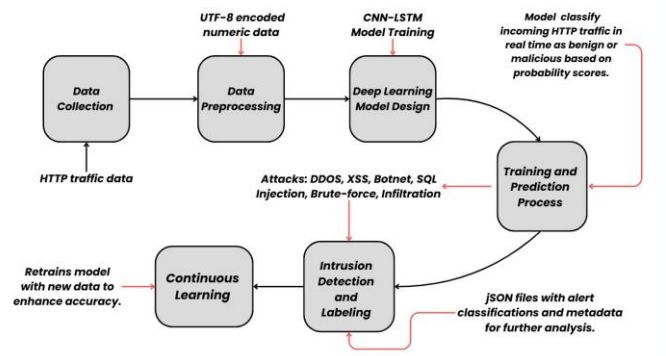 UTF-8 encoded
numeric data
CNN-LSTM
Model Training
Model classify
incoming HTTP traffic in
real time as benign or
malicious based on
probability scores.
Data
Collection
Data
Preprocessing
Deep Learning
Model Design
HTTP traffic data
Attacks: DDOS, XSS, Botnet, SQL
Injection, Brute-force, Infiltration
Training and
Prediction
Process
Retrains model
with new data to
enhance accuracy.
Continuous
Learning
Intrusion
Detection
and
Labeling
jSON files with alert
classifications and metadata
for further analysis.